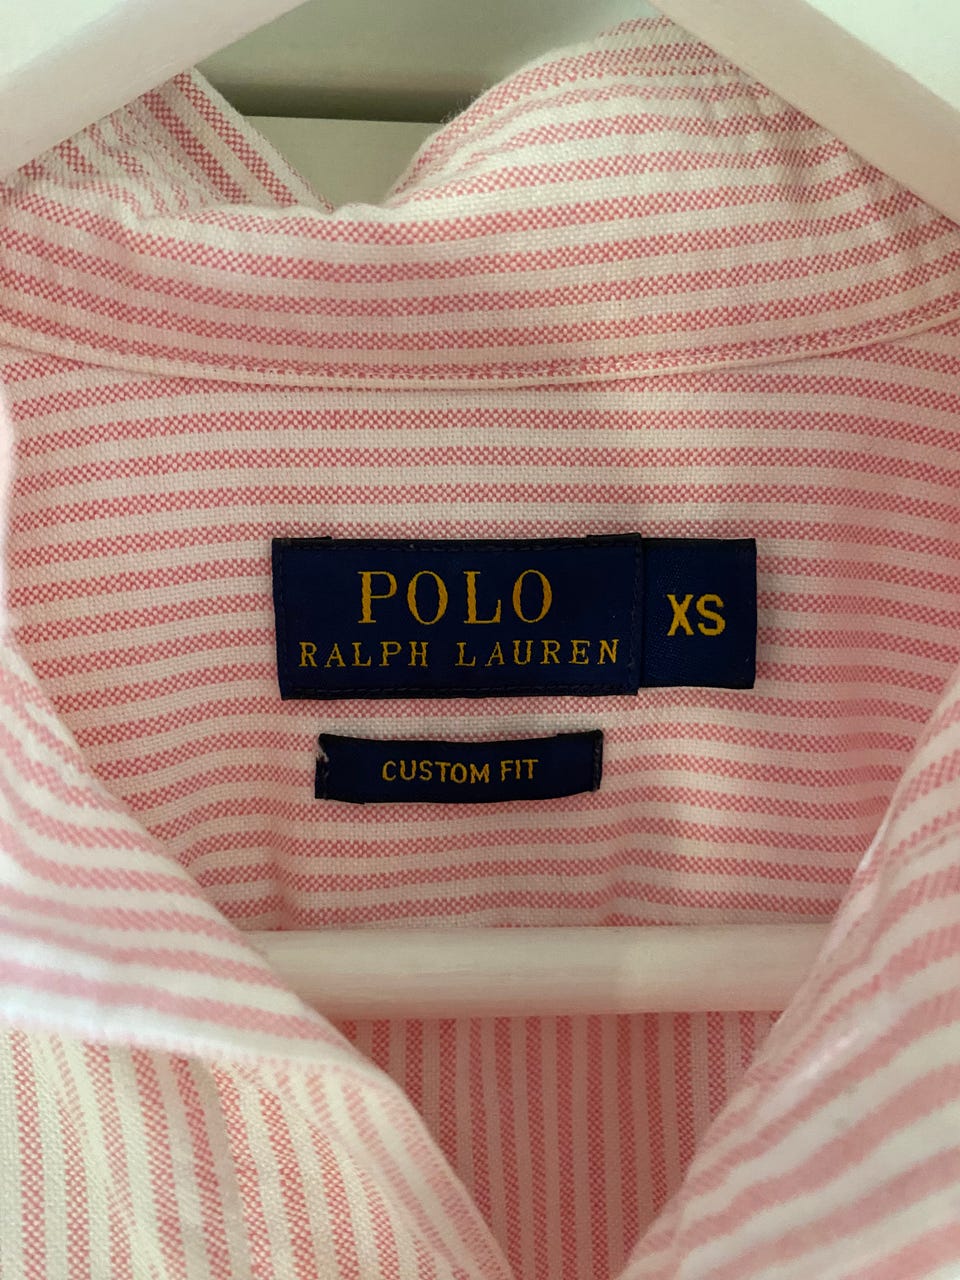 POLO
RALPH LAUREN
XS
CUSTOM FIT